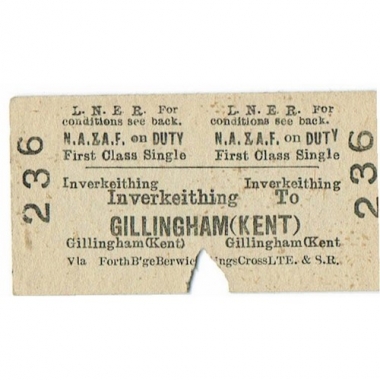 L. N. E. R. For L. N. E. R. For
conditions see back. conditions see back.
N.A.&A.F. on DUTY N.A.&A.F. on DUTY
First Class Single First Class Single
236 236
Inverkeithing Inverkeithing
Inverkeithing To
GILLINGHAM(KENT)
Gillingham(Kent) Gillingham(Kent
Via ForthB'geBerwic ngsCrossLTE. & S.R.